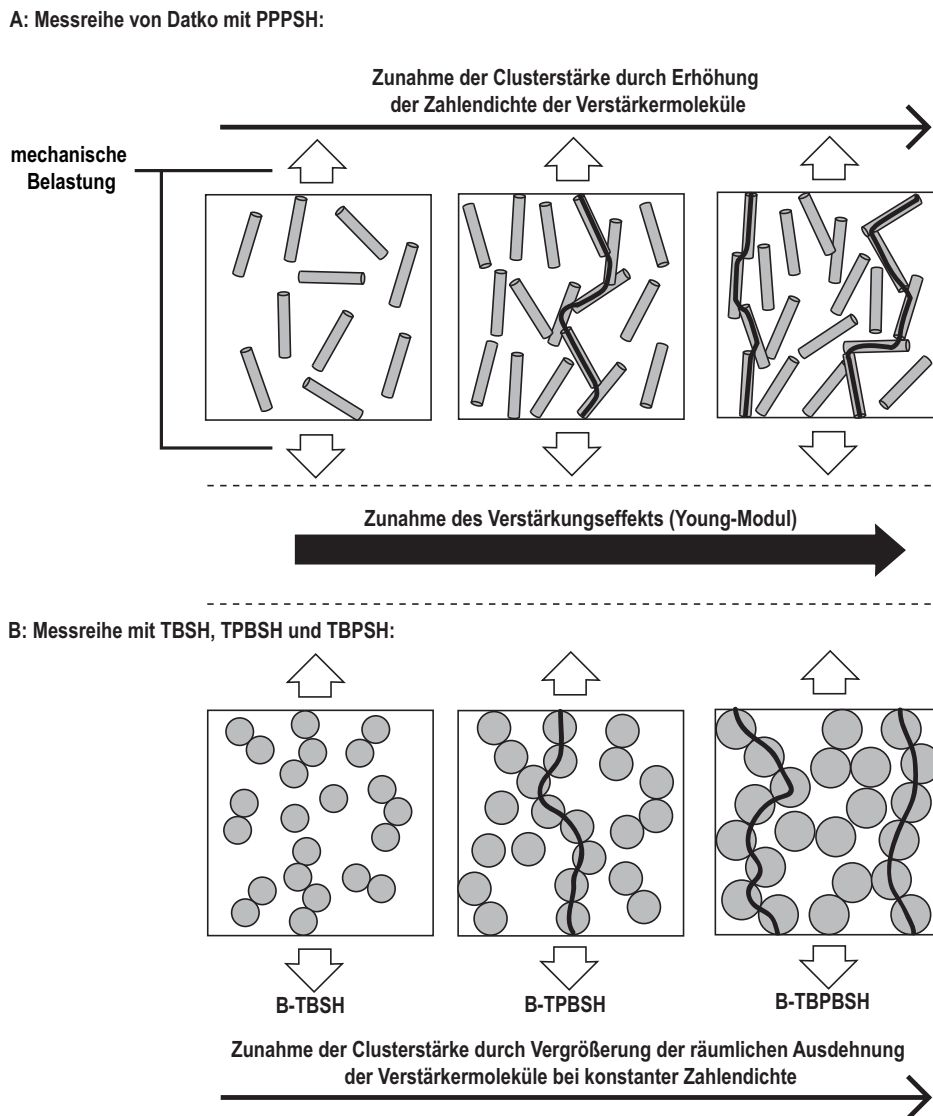 A: Messreihe von Datko mit PPPSH:
Zunahme der Clusterstärke durch Erhöhung
der Zahlendichte der Verstärkermoleküle
mechanische
Belastung
Zunahme des Verstärkungseffekts (Young-Modul)
B: Messreihe mit TBSH, TPBSH und TBPSH:
B-TBSH
B-TPBSH
B-TBPBSH
Zunahme der Clusterstärke durch Vergrößerung der räumlichen Ausdehnung
der Verstärkermoleküle bei konstanter Zahlendichte